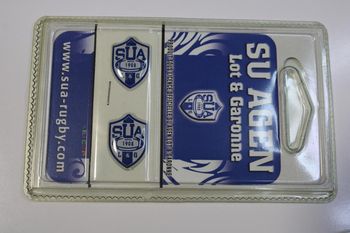 SU AGEN
Lot & Garonne
SUA
1908
L G
SUA
1908
L G
www.sua-rugby.com